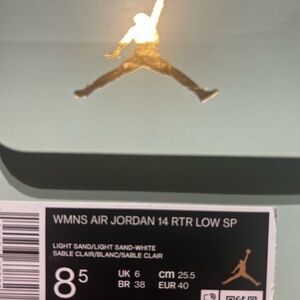 WMNS AIR JORDAN 14 RTR LOW SP
LIGHT SAND/LIGHT SAND-WHITE
SABLE CLAIR/BLANC/SABLE CLAIR
8 5 UK 6 cm 25.5
BR 38 EUR 40